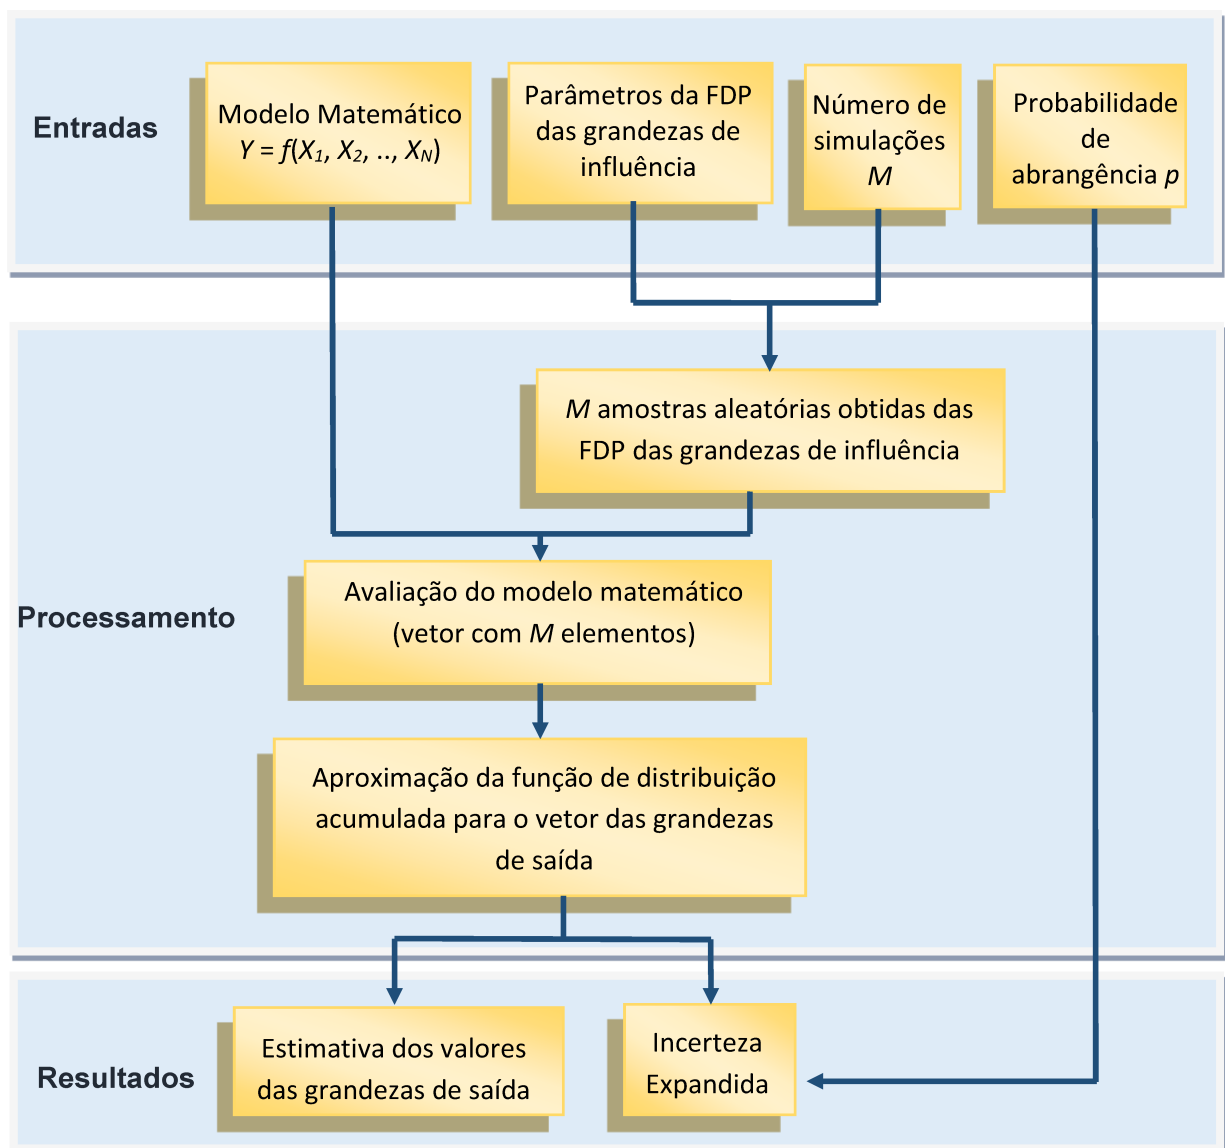 Entradas
Modelo Matemático
Y = f(X1, X2, .., XN)
Parâmetros da FDP
das grandezas de
influência
Número de
simulações
M
Probabilidade
de
abrangência p
M amostras aleatórias obtidas das
FDP das grandezas de influência
Processamento
Avaliação do modelo matemático
(vetor com M elementos)
Aproximação da função de distribuição
acumulada para o vetor das grandezas
de saída
Resultados
Estimativa dos valores
das grandezas de saída
Incerteza
Expandida